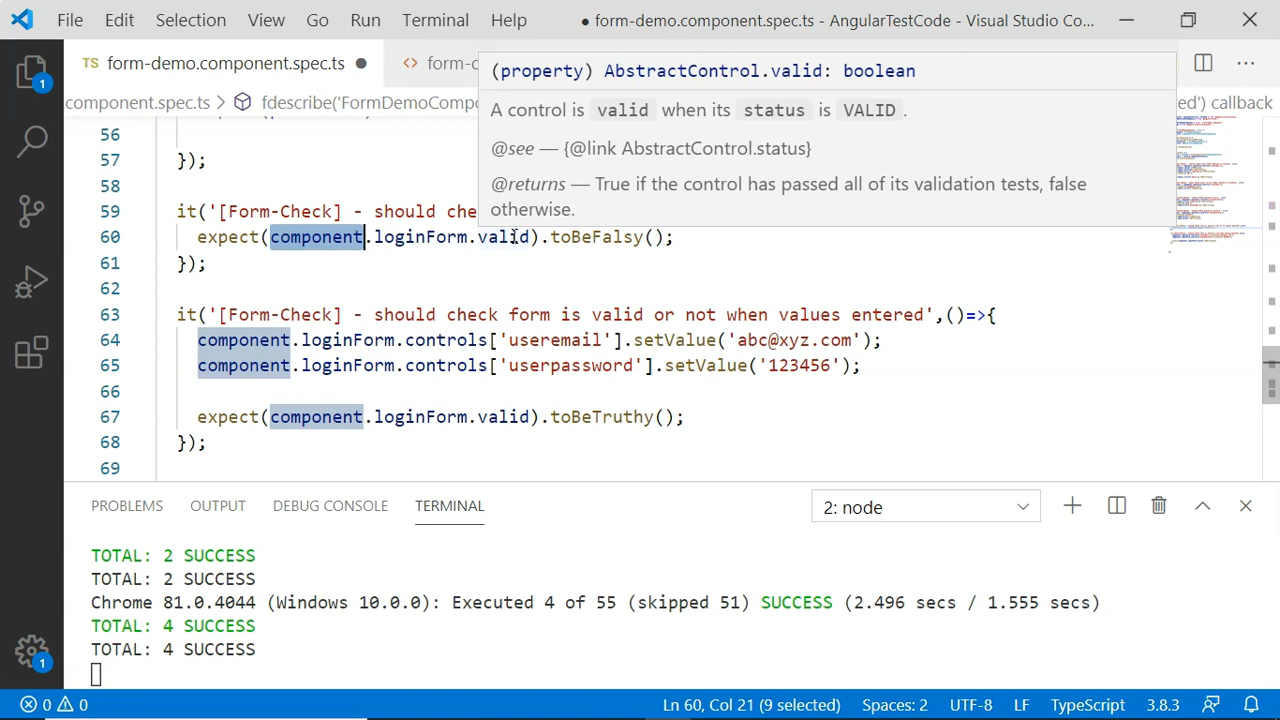 File Edit Selection View Go Run Terminal Help ● form-demo.component.spec.ts - AngularTestCode - Visual Studio Co...
TS form-demo.component.spec.ts ● <> form-d
(property) AbstractControl.valid: boolean
component.spec.ts > fdescribe('FormDemoCompo ed') callback
A control is valid when its status is VALID.
56
@see — {@link AbstractControl.status}
57 });
58 @returns — True if the control has passed all of its validation tests, false
59 it('[Form-Check] - should che otherwise.
60 expect(component.loginForm.valid).toBeFalsy();
61 });
62
63 it('[Form-Check] - should check form is valid or not when values entered',()=>{
64 component.loginForm.controls['useremail'].setValue('abc@xyz.com');
65 component.loginForm.controls['userpassword'].setValue('123456');
66
67 expect(component.loginForm.valid).toBeTruthy();
68 });
69
PROBLEMS OUTPUT DEBUG CONSOLE TERMINAL 2: node
TOTAL: 2 SUCCESS
TOTAL: 2 SUCCESS
Chrome 81.0.4044 (Windows 10.0.0): Executed 4 of 55 (skipped 51) SUCCESS (2.496 secs / 1.555 secs)
TOTAL: 4 SUCCESS
TOTAL: 4 SUCCESS
0 0 Ln 60, Col 21 (9 selected) Spaces: 2 UTF-8 LF TypeScript 3.8.3